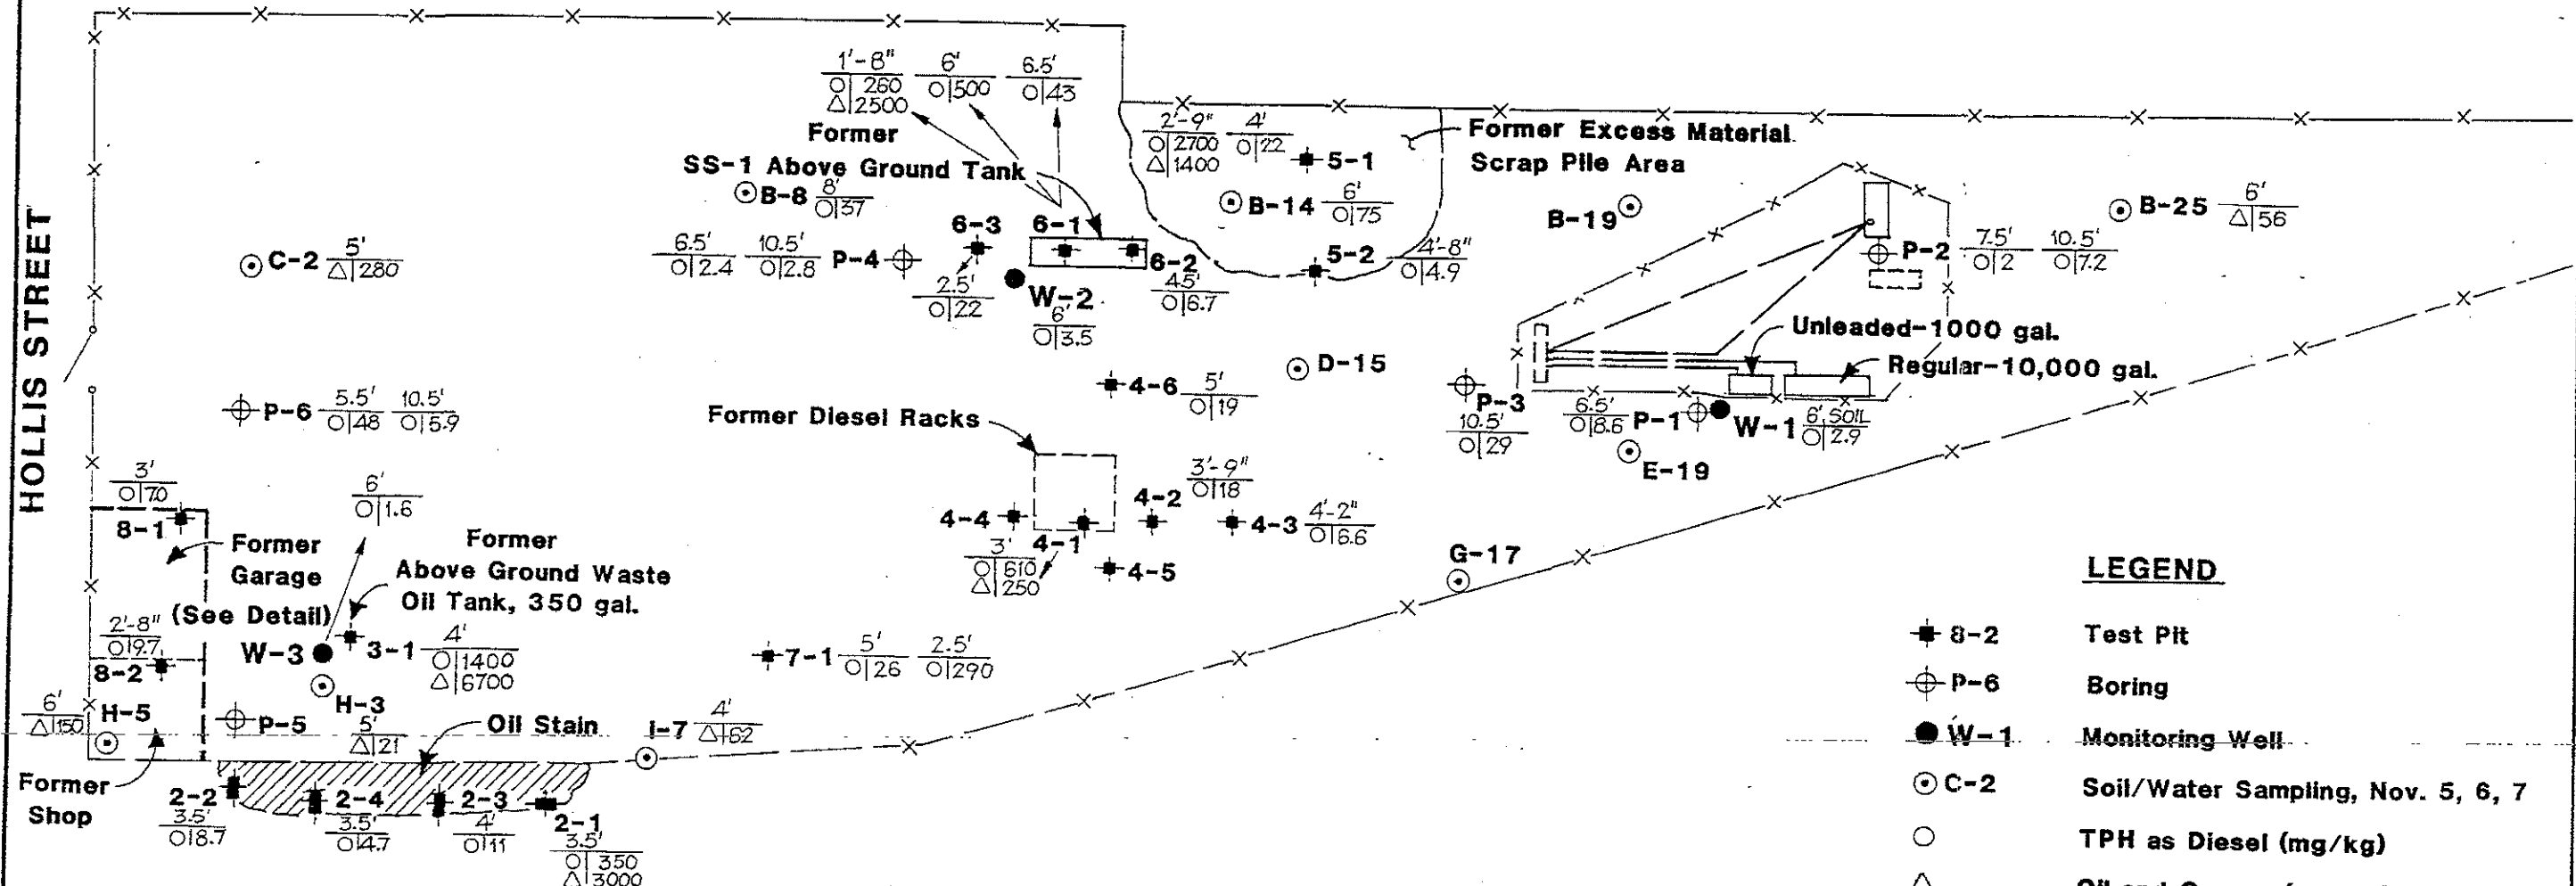 HOLLIS STREET
1'-8"
○|260
△|2500
6'
○|500
6.5'
○|43
Former
SS-1 Above Ground Tank
B-8 8'
○|37
C-2 5'
△|280
6.5'
○|2.4
10.5'
○|2.8
P-4
6-3
2.5'
○|22
6-1
6-2
○|6.7
W-2
6'
○|3.5
2'-9"
○|2700
△|1400
4'
○|22
5-1
Former Excess Material
Scrap Pile Area
B-14 6'
○|75
5-2 4'-8"
○|4.9
B-19
P-2 7.5'
○|2
10.5'
○|7.2
B-25 6'
△|56
Unleaded-1000 gal.
Regular-10,000 gal.
D-15
4-6 5'
○|19
P-3
10.5'
○|29
6.5'
○|8.6
P-1
W-1 6' SOIL
○|2.9
E-19
P-6 5.5'
○|48
10.5'
○|5.9
Former Diesel Racks
3'-9"
○|18
4-2
4-4
4-1
3'
○|610
△|250
4-3 4'-2"
○|6.6
4-5
G-17
3'
○|70
8-1
6'
○|1.6
Former
Garage
(See Detail)
Former
Above Ground Waste
Oil Tank, 350 gal.
2'-8"
○|9.7
8-2
W-3
3-1 4'
○|1400
△|6700
H-3
5'
△|21
7-1 5'
○|26
2.5'
○|290
6'
△|150
H-5
P-5
Oil Stain
I-7 4'
△|62
Former
Shop
2-2
3.5'
○|8.7
2-4
3.5'
○|4.7
2-3
4'
○|11
2-1
3.5'
○|350
△|3000
LEGEND
8-2 Test Pit
P-6 Boring
W-1 Monitoring Well
C-2 Soil/Water Sampling, Nov. 5, 6, 7
○ TPH as Diesel (mg/kg)